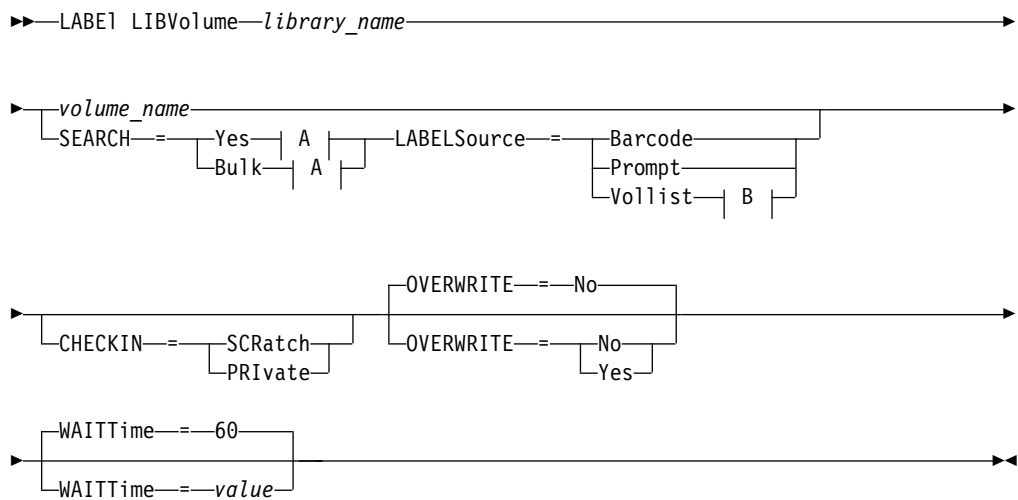 LABEl LIBVolume library_name
volume_name
SEARCH = Yes A LABELSource = Barcode
Bulk A Prompt
Vollist B
OVERWRITE = No
CHECKIN = SCRatch OVERWRITE = No
PRIvate Yes
WAITTime = 60
WAITTime = value